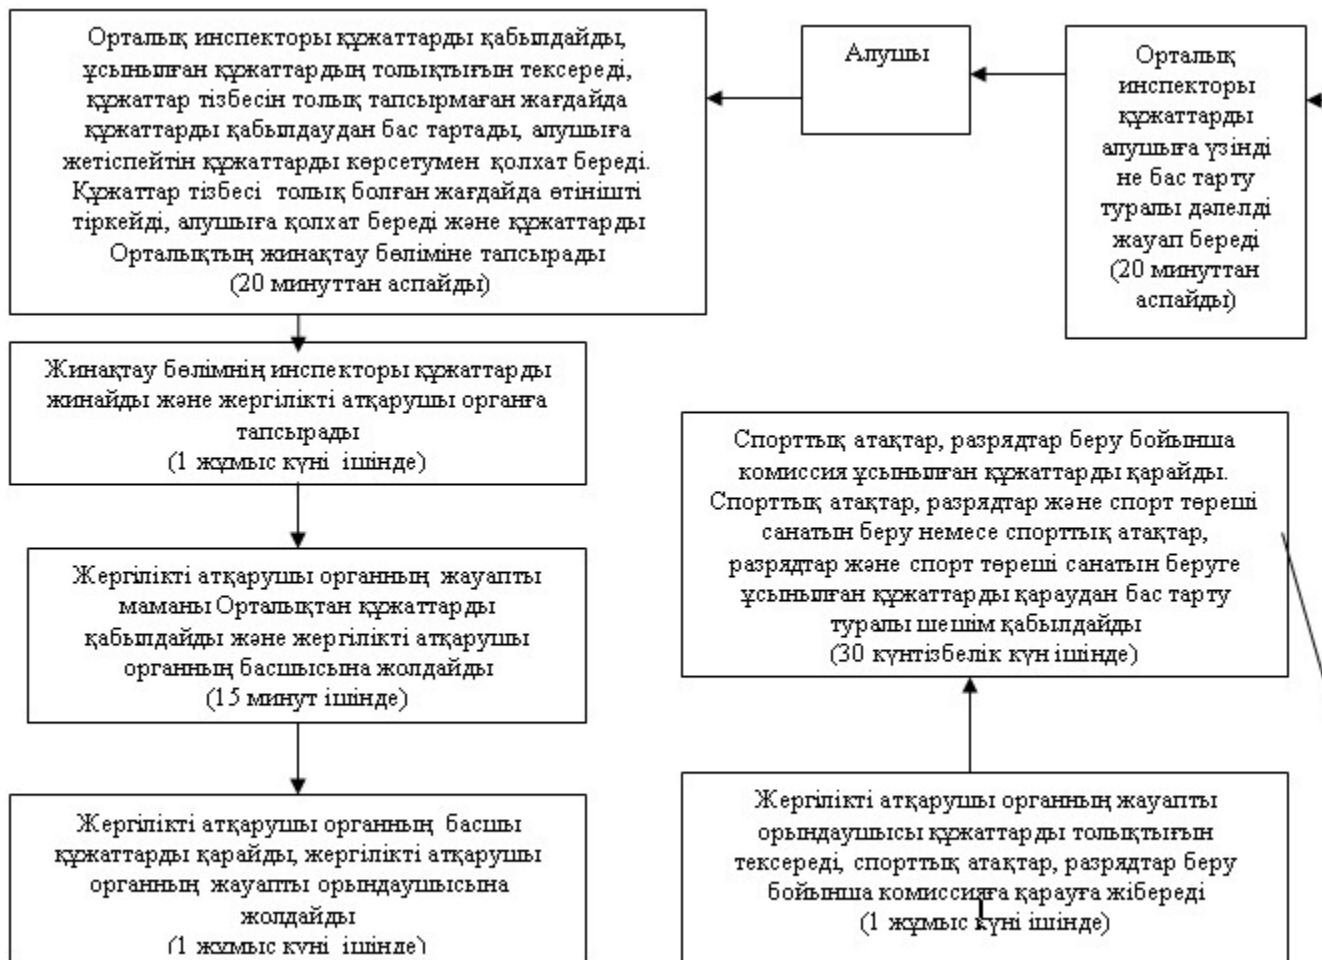 Орталық инспекторы құжаттарды қабылдайды,
ұсынылған құжаттардың толықтығын тексереді,
құжаттар тізбесін толық тапсырмаған жағдайда
құжаттарды қабылдаудан бас тартады, алушыға
жетіспейтін құжаттарды көрсетумен қолхат береді.
Құжаттар тізбесі толық болған жағдайда өтінішті
тіркейді, алушыға қолхат береді және құжаттарды
Орталықтың жинақтау бөліміне тапсырады
(20 минуттан аспайды)
Алушы
Орталық
инспекторы
құжаттарды
алушыға үзінді
не бас тарту
туралы дәлелді
жауап береді
(20 минуттан
аспайды)
Жинақтау бөлімнің инспекторы құжаттарды
жинайды және жергілікті атқарушы органға
тапсырады
(1 жұмыс күні ішінде)
Жергілікті атқарушы органның жауапты
маманы Орталықтан құжаттарды
қабылдайды және жергілікті атқарушы
органның басшысына жолдайды
(15 минут ішінде)
Жергілікті атқарушы органның басшы
құжаттарды қарайды, жергілікті атқарушы
органның жауапты орындаушысына
жолдайды
(1 жұмыс күні ішінде)
Спорттық атақтар, разрядтар беру бойынша
комиссия ұсынылған құжаттарды қарайды.
Спорттық атақтар, разрядтар және спорт төреші
санатын беру немесе спорттық атақтар,
разрядтар және спорт төреші санатын беруге
ұсынылған құжаттарды қараудан бас тарту
туралы шешім қабылдайды
(30 күнтізбелік күн ішінде)
Жергілікті атқарушы органның жауапты
орындаушысы құжаттарды толықтығын
тексереді, спорттық атақтар, разрядтар беру
бойынша комиссияға қарауға жібереді
(1 жұмыс күні ішінде)